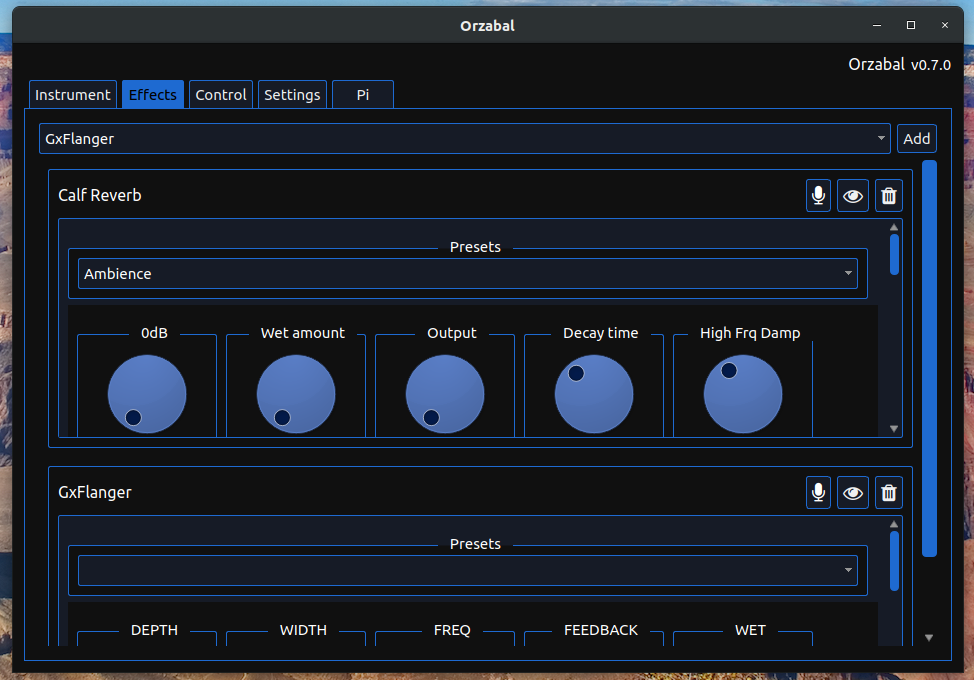 Orzabal
Orzabal v0.7.0
Instrument Effects Control Settings Pi
GxFlanger Add
Calf Reverb
Presets
Ambience
0dB Wet amount Output Decay time High Frq Damp
GxFlanger
Presets
DEPTH WIDTH FREQ FEEDBACK WET